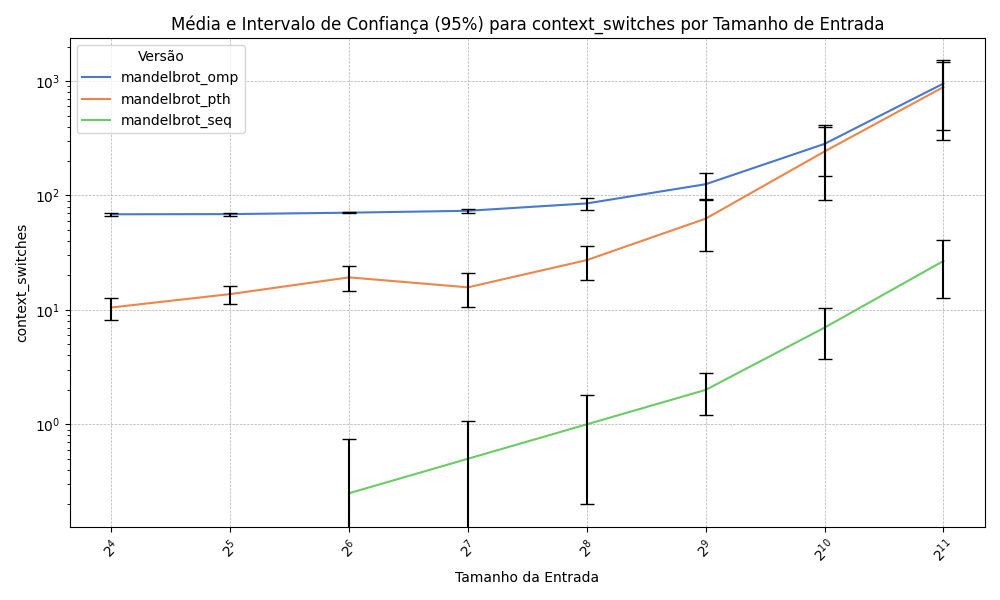 Média e Intervalo de Confiança (95%) para context_switches por Tamanho de Entrada
Versão
mandelbrot_omp
mandelbrot_pth
mandelbrot_seq
context_switches
10³
10²
10¹
10⁰
2⁴
2⁵
2⁶
2⁷
2⁸
2⁹
2¹⁰
2¹¹
Tamanho da Entrada